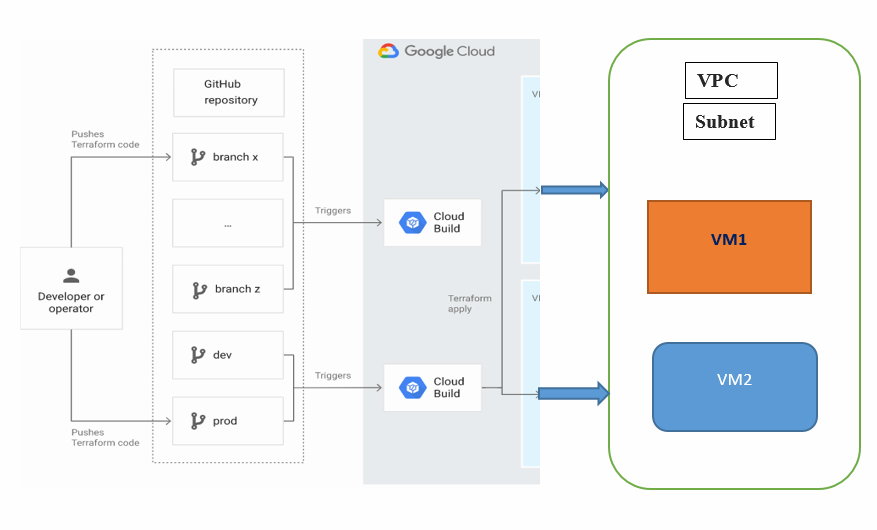 Google Cloud
GitHub
repository
VPC
Subnet
Pushes
Terraform code
branch x
...
Triggers
Cloud
Build
VM1
Developer or
operator
branch z
Terraform
apply
dev
Triggers
Cloud
Build
VM2
prod
Pushes
Terraform code